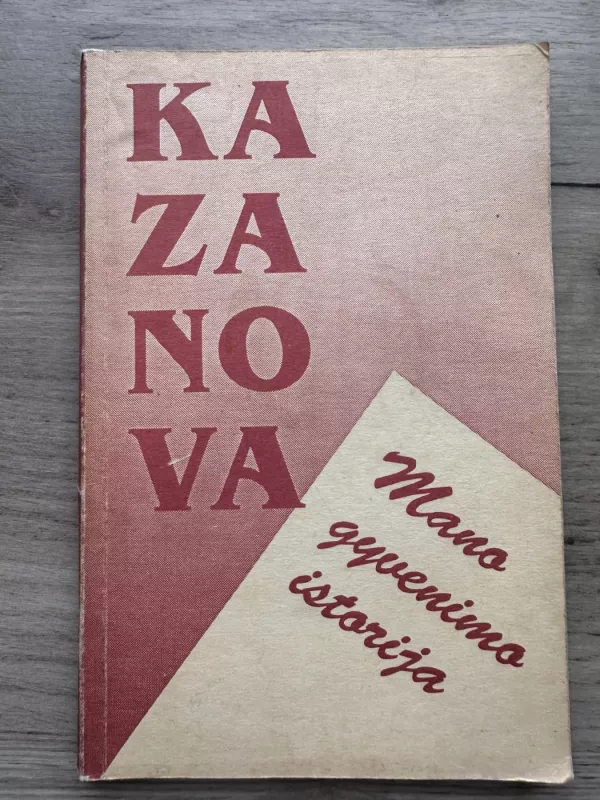 KA
ZA
NO
VA
Mano
gyvenimo
istorija